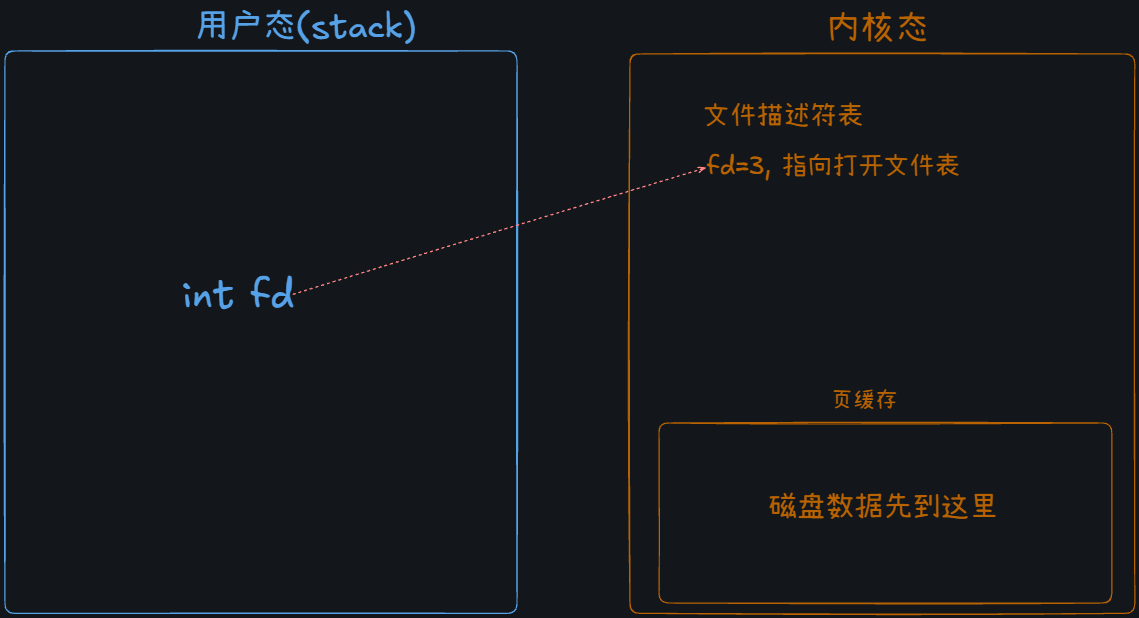 用户态(stack)
内核态
文件描述符表
fd=3, 指向打开文件表
int fd
页缓存
磁盘数据先到这里